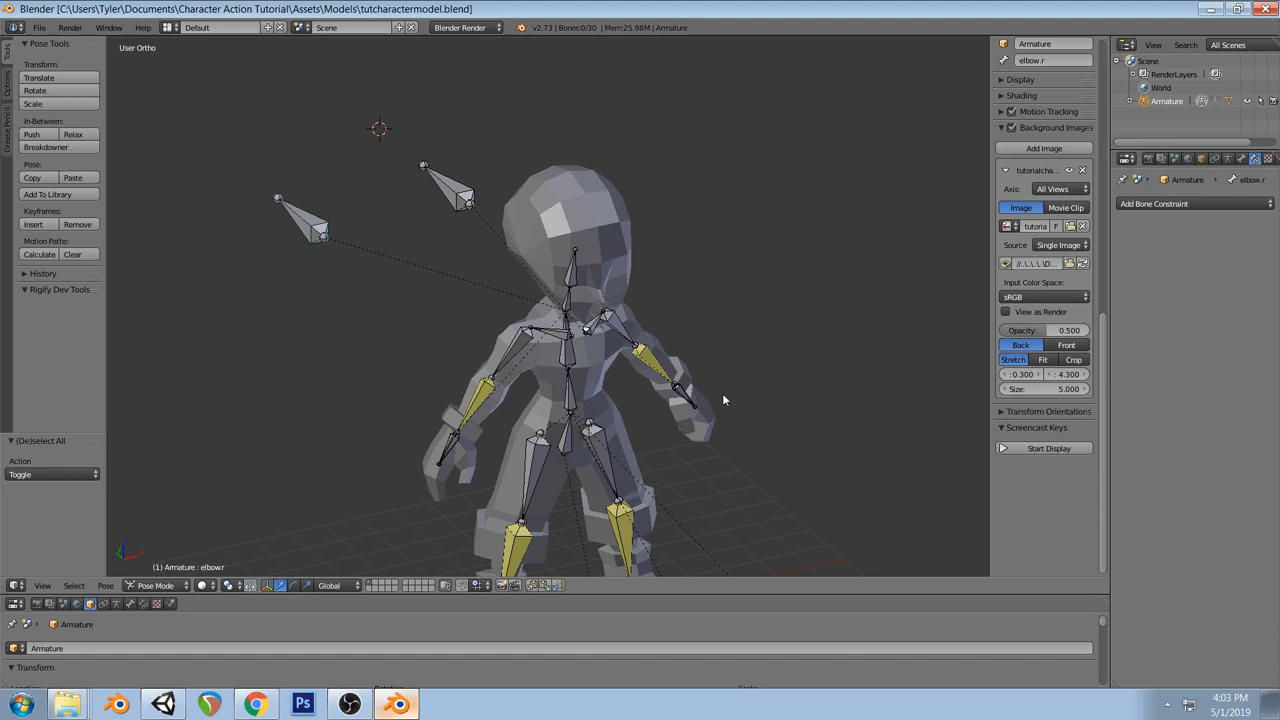 Blender [C:\Users\Tyler\Documents\Character Action Tutorial\Assets\Models\tutcharactermodel.blend]
File Render Window Help Default Scene Blender Render v2.73 | Bones:0/30 | Mem:25.98M | Armature
Tools
Options
Grease Pencil
Pose Tools
Transform:
Translate
Rotate
Scale
In-Between:
Push Relax
Breakdowner
Pose:
Copy Paste
Add To Library
Keyframes:
Insert Remove
Motion Paths:
Calculate Clear
History
Rigify Dev Tools
(De)select All
Action
Toggle
User Ortho
(1) Armature : elbow.r
View Select Pose Pose Mode Global
Armature
elbow.r
Display
Shading
Motion Tracking
Background Images
Add Image
tutorialcha...
Axis: All Views
Image Movie Clip
tutoria F
Source Single Image
//.\..\..\..\D...
Color Space:
sRGB
View as Render
Opacity: 0.500
Back Front
Stretch Fit Crop
: 0.300 : 4.300
Size: 5.000
Transform Orientations
Screencast Keys
Start Display
View Search All Scenes
Scene
RenderLayers
World
Armature
Armature elbow.r
Add Bone Constraint
Armature
Armature
Transform
Ps
4:03 PM
5/1/2019